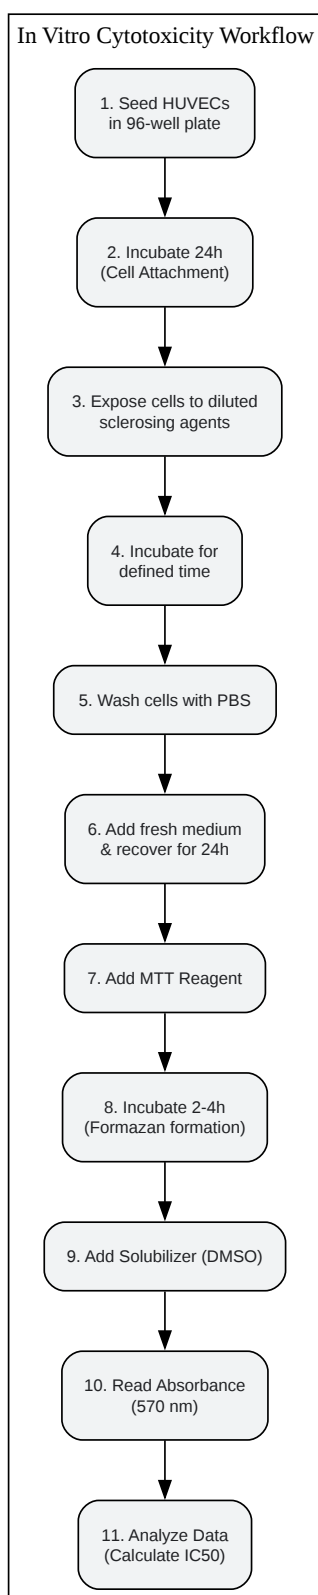 In Vitro Cytotoxicity Workflow
1. Seed HUVECs
in 96-well plate
2. Incubate 24h
(Cell Attachment)
3. Expose cells to diluted
sclerosing agents
4. Incubate for
defined time
5. Wash cells with PBS
6. Add fresh medium
& recover for 24h
7. Add MTT Reagent
8. Incubate 2-4h
(Formazan formation)
9. Add Solubilizer (DMSO)
10. Read Absorbance
(570 nm)
11. Analyze Data
(Calculate IC50)